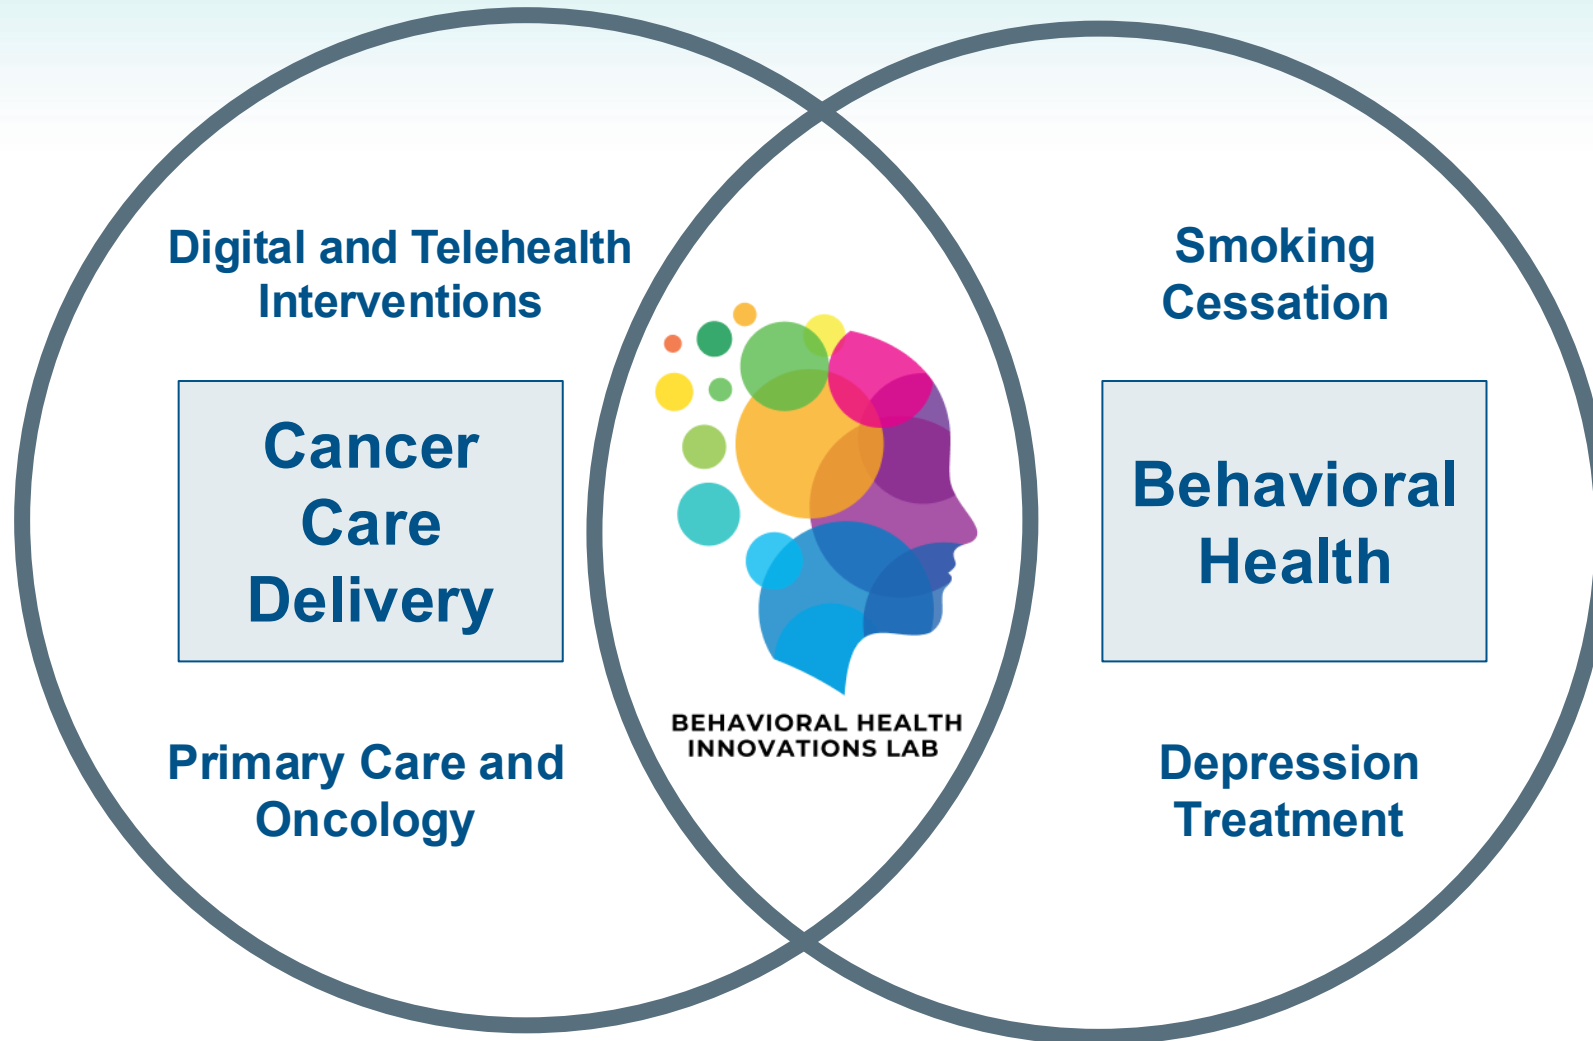 Digital and Telehealth
Interventions
Cancer
Care
Delivery
Primary Care and
Oncology
BEHAVIORAL HEALTH
INNOVATIONS LAB
Smoking
Cessation
Behavioral
Health
Depression
Treatment